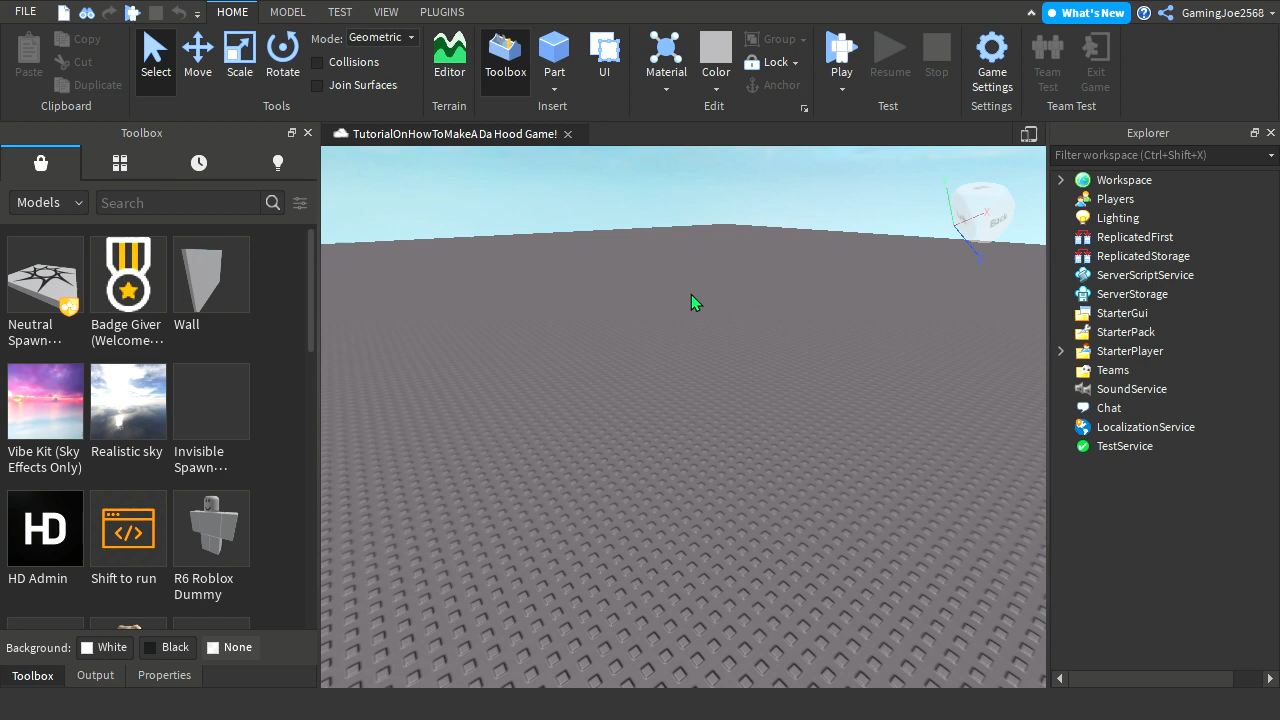 FILE
HOME
MODEL
TEST
VIEW
PLUGINS
What's New
GamingJoe2568
Paste
Copy
Cut
Duplicate
Clipboard
Select
Move
Scale
Rotate
Mode: Geometric
Collisions
Join Surfaces
Tools
Editor
Terrain
Toolbox
Part
UI
Insert
Material
Color
Group
Lock
Anchor
Edit
Play
Resume
Stop
Test
Game
Settings
Settings
Team
Test
Exit
Game
Team Test
Toolbox
TutorialOnHowToMakeADa Hood Game!
Explorer
Models
Search
Filter workspace (Ctrl+Shift+X)
Neutral
Spawn...
Badge Giver
(Welcome...
Wall
Vibe Kit (Sky
Effects Only)
Realistic sky
Invisible
Spawn...
HD
HD Admin
</>
Shift to run
R6 Roblox
Dummy
Background:
White
Black
None
Toolbox
Output
Properties
X
Back
Workspace
Players
Lighting
ReplicatedFirst
ReplicatedStorage
ServerScriptService
ServerStorage
StarterGui
StarterPack
StarterPlayer
Teams
SoundService
Chat
LocalizationService
TestService